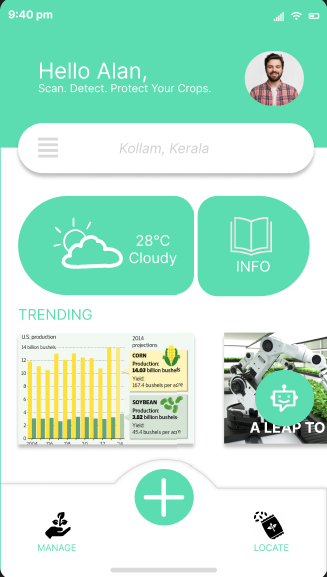 9:40 pm
Hello Alan,
Scan. Detect. Protect Your Crops.
Kollam, Kerala
28°C
Cloudy
INFO
TRENDING
U.S. production
14 billion bushels
12
10
8
6
4
2
0
2004 '06 '08 '10 '12 '14
2014
projections
CORN
Production:
14.03 billion bushels
Yield:
167.4 bushels per acre
SOYBEAN
Production:
3.82 billion bushels
Yield:
45.4 bushels per acre
A LEAP TO
MANAGE
LOCATE